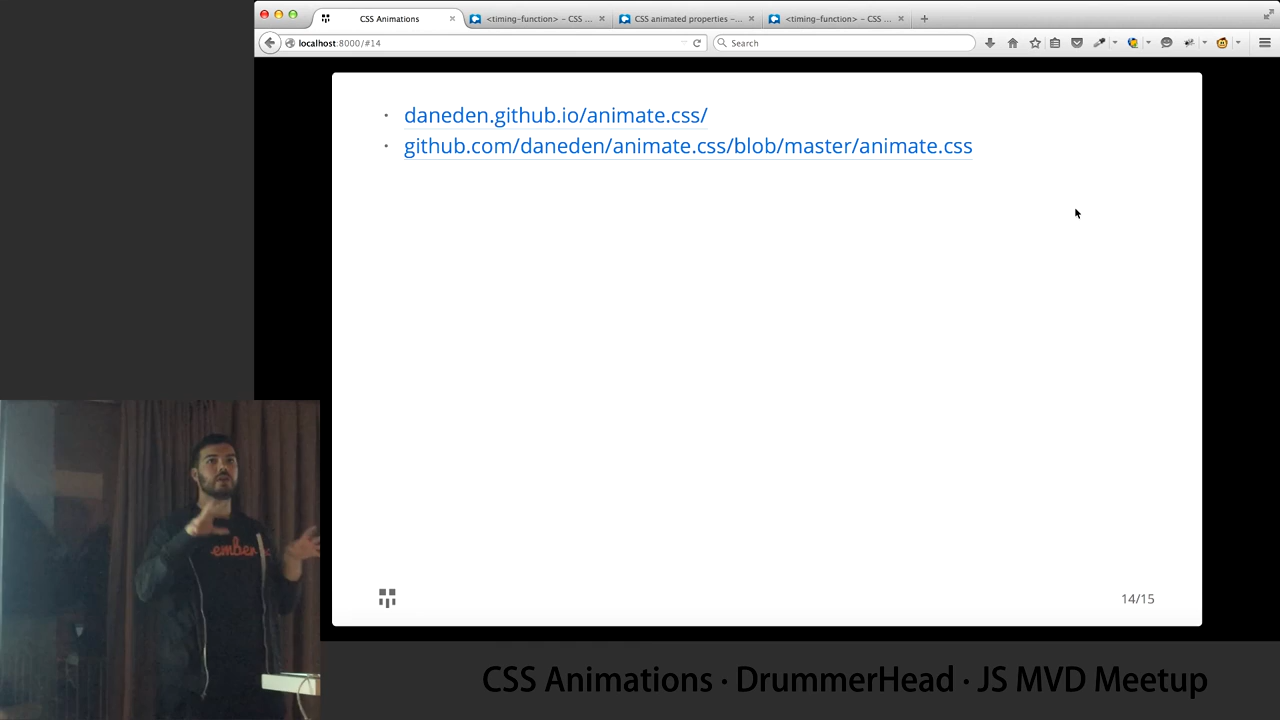 CSS Animations
<timing-function> - CSS ...
CSS animated properties -...
<timing-function> - CSS ...
localhost:8000/#14
Search
• daneden.github.io/animate.css/
• github.com/daneden/animate.css/blob/master/animate.css
14/15
ember
CSS Animations · DrummerHead · JS MVD Meetup